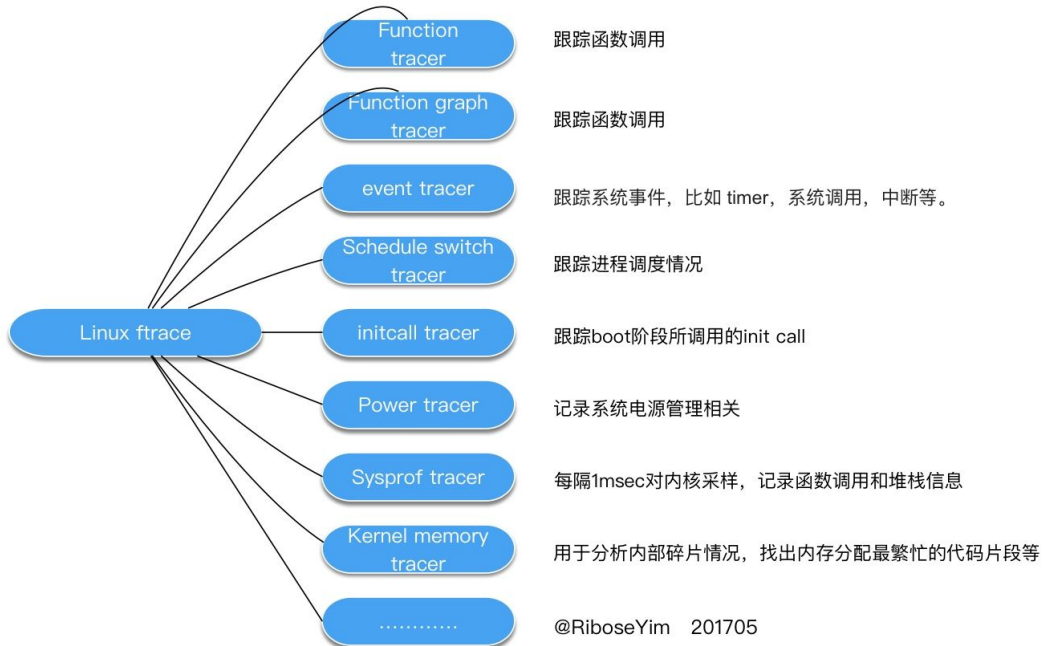 Function
tracer
跟踪函数调用
Function graph
tracer
跟踪函数调用
event tracer
跟踪系统事件，比如 timer，系统调用，中断等。
Schedule switch
tracer
跟踪进程调度情况
Linux ftrace
initcall tracer
跟踪boot阶段所调用的init call
Power tracer
记录系统电源管理相关
Sysprof tracer
每隔1msec对内核采样，记录函数调用和堆栈信息
Kernel memory
tracer
用于分析内部碎片情况，找出内存分配最繁忙的代码片段等
…………
@RiboseYim 201705